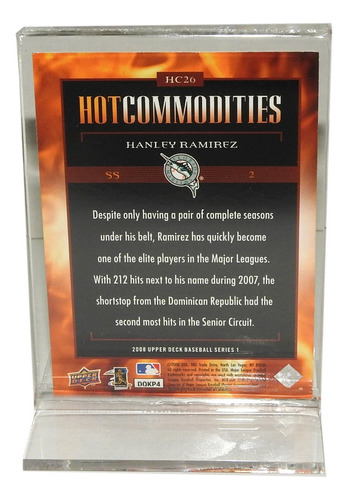 HC26
HOTCOMMODITIES
HANLEY RAMIREZ
SS 2
Despite only having a pair of complete seasons
under his belt, Ramirez has quickly become
one of the elite players in the Major Leagues.
With 212 hits next to his name during 2007, the
shortstop from the Dominican Republic had the
second most hits in the Senior Circuit.
2008 UPPER DECK BASEBALL SERIES 1
UPPER DECK
DQKP4